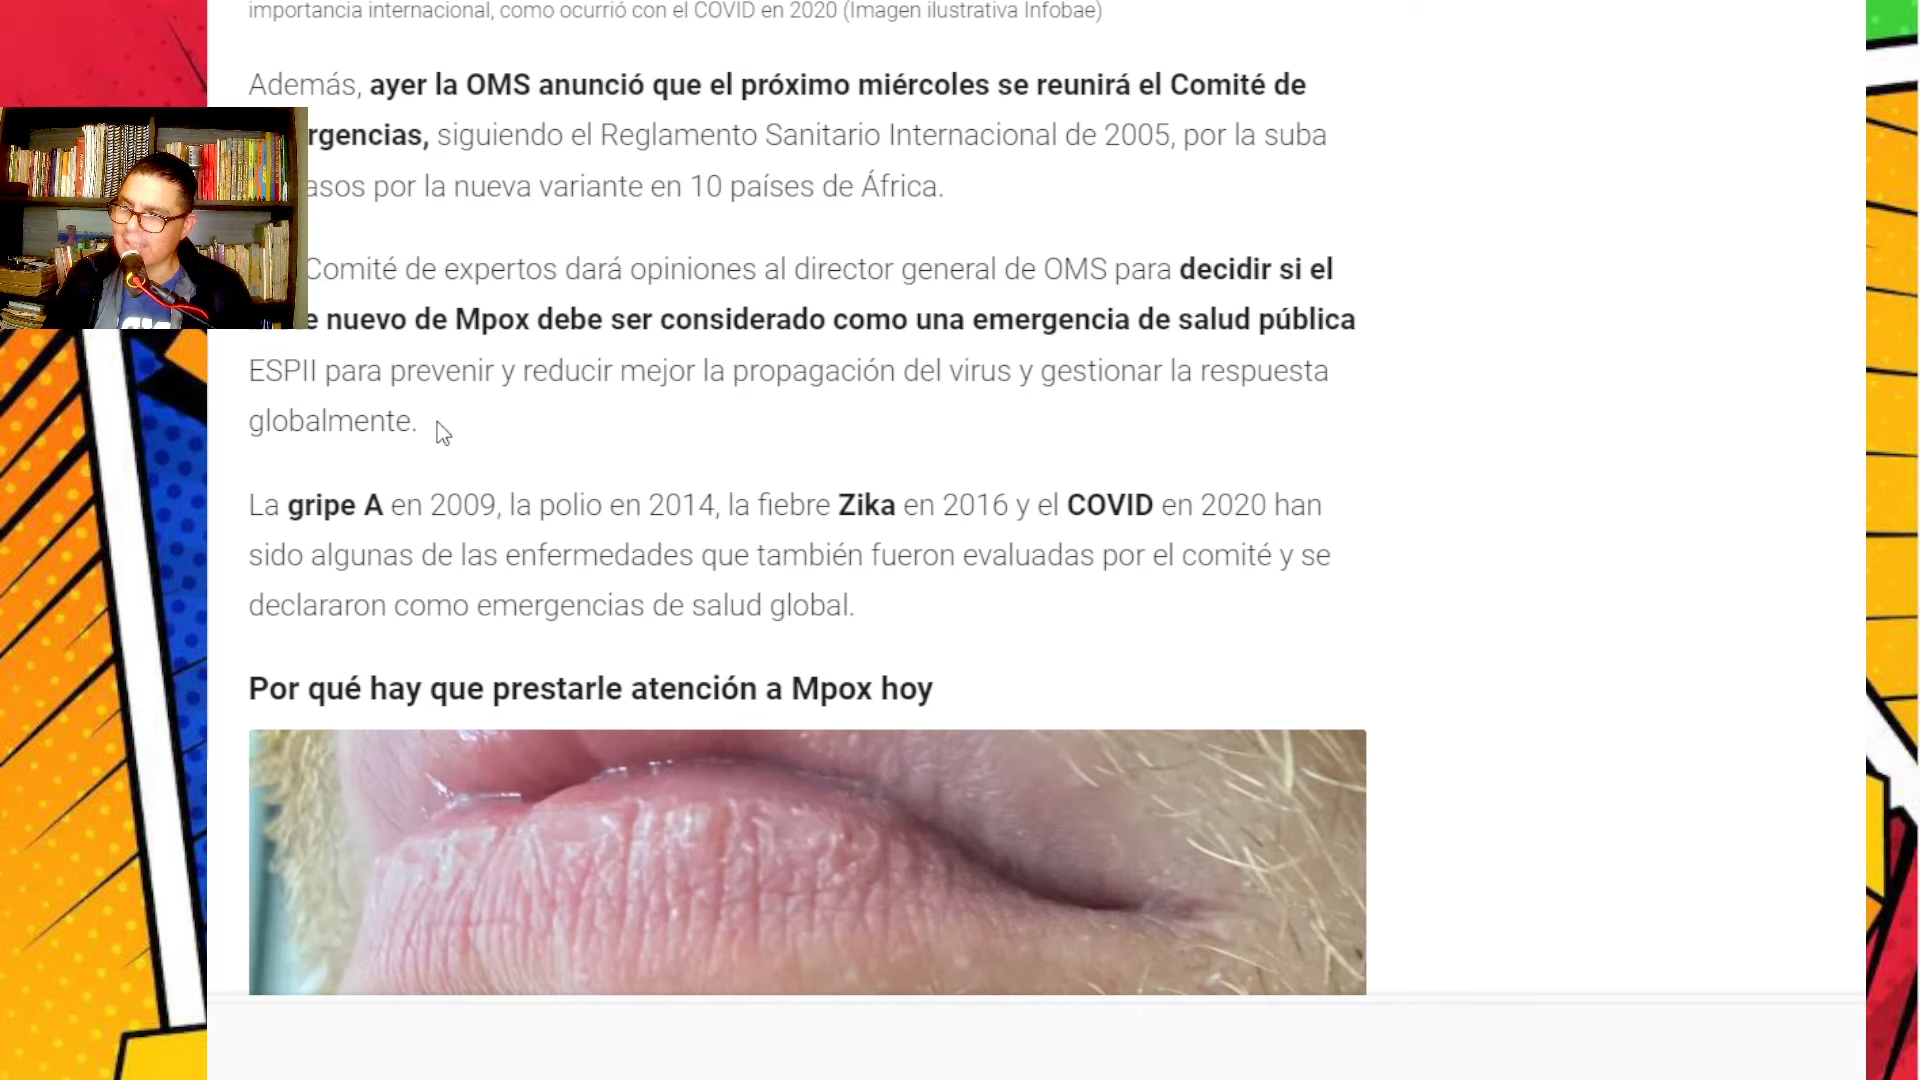 importancia internacional, como ocurrió con el COVID en 2020 (Imagen ilustrativa Infobae)
Además, ayer la OMS anunció que el próximo miércoles se reunirá el Comité de
rgencias, siguiendo el Reglamento Sanitario Internacional de 2005, por la suba
asos por la nueva variante en 10 países de África.
Comité de expertos dará opiniones al director general de OMS para decidir si el
e nuevo de Mpox debe ser considerado como una emergencia de salud pública
ESPII para prevenir y reducir mejor la propagación del virus y gestionar la respuesta
globalmente.
La gripe A en 2009, la polio en 2014, la fiebre Zika en 2016 y el COVID en 2020 han
sido algunas de las enfermedades que también fueron evaluadas por el comité y se
declararon como emergencias de salud global.
Por qué hay que prestarle atención a Mpox hoy